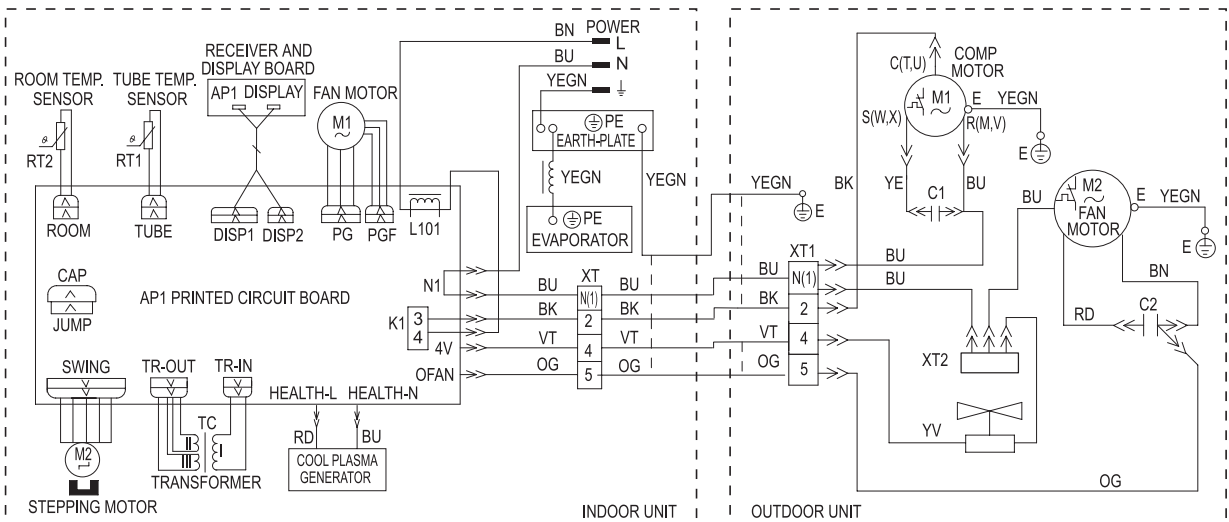 POWER
BN
L
BU
N
YEGN
RECEIVER AND
DISPLAY BOARD
AP1 DISPLAY
ROOM TEMP.
SENSOR
TUBE TEMP.
SENSOR
FAN MOTOR
M1
~
θ
RT2
θ
RT1
PE
EARTH-PLATE
YEGN
YEGN
PE
EVAPORATOR
ROOM
TUBE
DISP1
DISP2
PG
PGF
L101
CAP
JUMP
AP1 PRINTED CIRCUIT BOARD
N1
K1
3
4
4V
OFAN
BU
BK
VT
OG
XT
N(1)
2
4
5
BU
BK
VT
OG
SWING
TR-OUT
TR-IN
HEALTH-L
HEALTH-N
M2
TC
RD
BU
STEPPING MOTOR
TRANSFORMER
COOL PLASMA
GENERATOR
INDOOR UNIT
COMP
MOTOR
C(T,U)
M1
~
S(W,X)
R(M,V)
E
YEGN
E
YEGN
E
BK
YE
C1
BU
BU
M2
~
FAN
MOTOR
E
YEGN
E
XT1
BU
N(1)
BU
BU
BK
2
VT
4
OG
5
BN
RD
C2
XT2
YV
OG
OUTDOOR UNIT